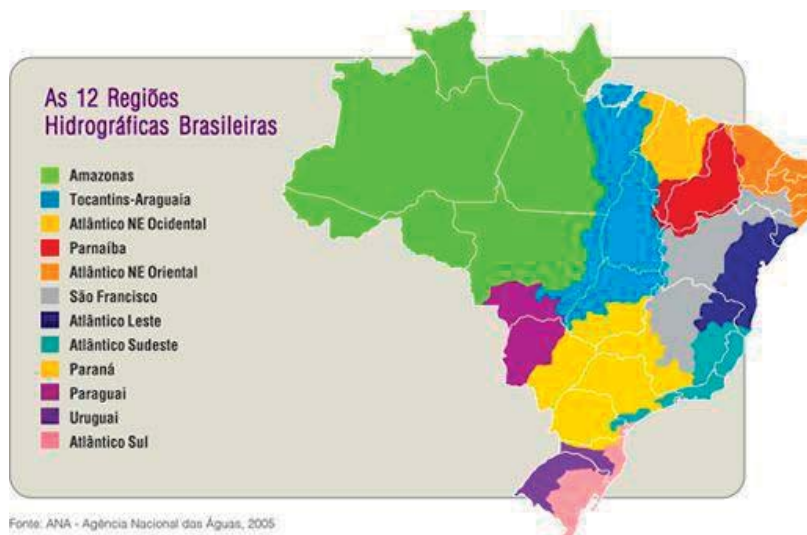 As 12 Regiões
Hidrográficas Brasileiras
Amazonas
Tocantins-Araguaia
Atlântico NE Ocidental
Parnaíba
Atlântico NE Oriental
São Francisco
Atlântico Leste
Atlântico Sudeste
Paraná
Paraguai
Uruguai
Atlântico Sul
Fonte: ANA - Agência Nacional das Águas, 2005